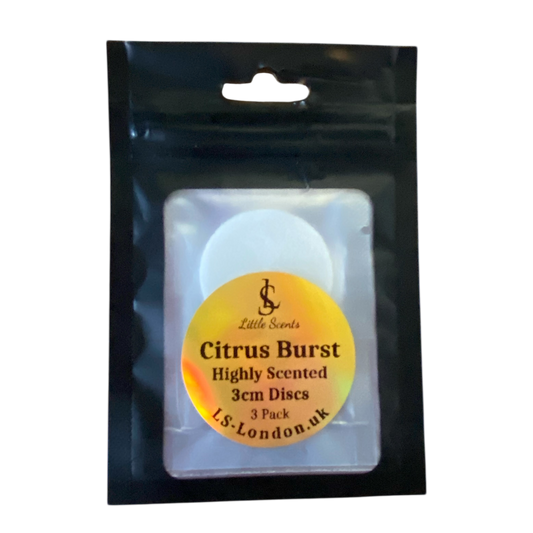 LS
Little Scents
Citrus Burst
Highly Scented
3cm Discs
3 Pack
LS-London.uk